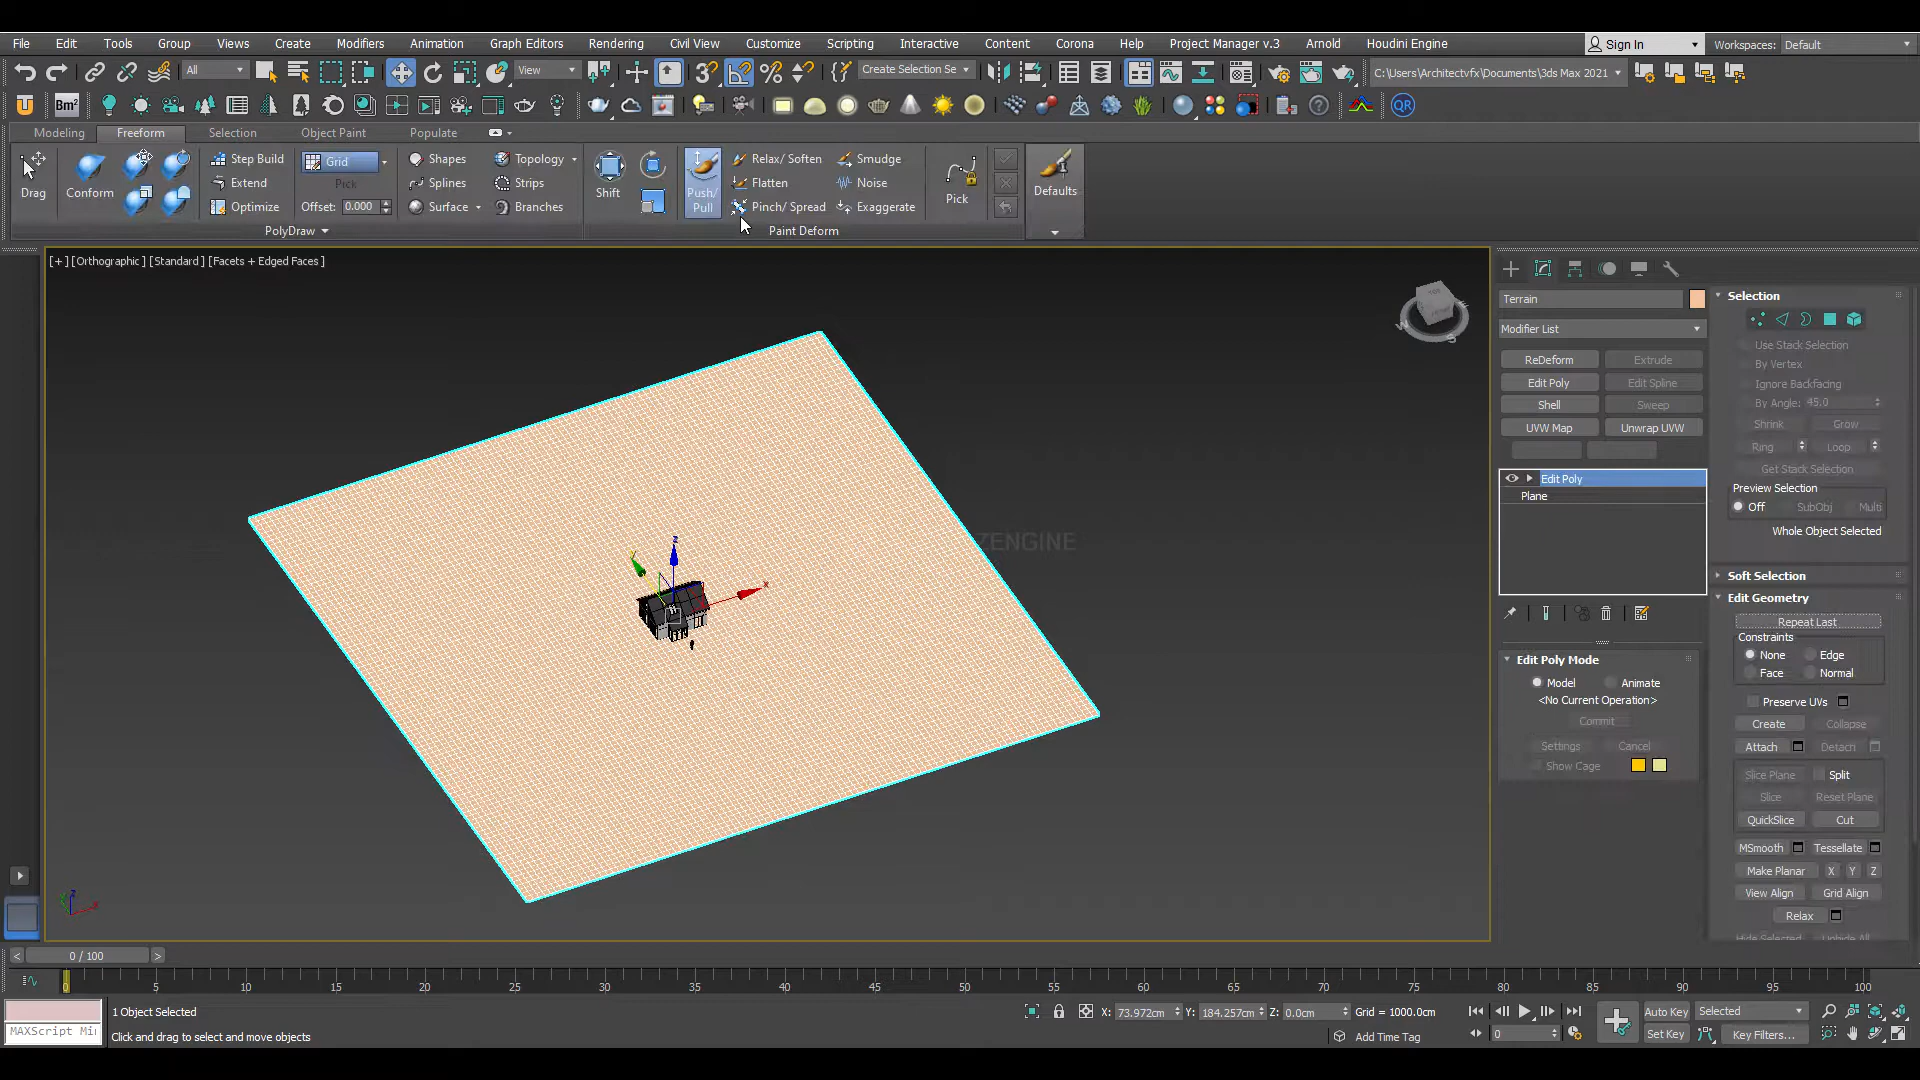 File Edit Tools Group Views Create Modifiers Animation Graph Editors Rendering Civil View Customize Scripting Interactive Content Corona Help Project Manager v.3 Arnold Houdini Engine Sign In Workspaces: Default
All View Create Selection Se C:\Users\Architectvfx\Documents\3ds Max 2021
Bm² QR
Modeling Freeform Selection Object Paint Populate
Drag Conform Step Build Extend Optimize Grid Pick Offset: 0.000 Shapes Splines Surface Topology Strips Branches
Shift Push/ Pull Relax/ Soften Flatten Pinch/ Spread Smudge Noise Exaggerate Pick Defaults
PolyDraw Paint Deform
[+] [Orthographic] [Standard] [Facets + Edged Faces]
ZENGINE
Terrain
Modifier List
ReDeform Extrude
Edit Poly Edit Spline
Shell Sweep
UVW Map Unwrap UVW
Edit Poly
Plane
Edit Poly Mode
Model Animate
<No Current Operation>
Commit
Settings Cancel
Show Cage
Selection
Use Stack Selection
By Vertex
Ignore Backfacing
By Angle: 45.0
Shrink Grow
Ring Loop
Get Stack Selection
Preview Selection
Off SubObj Multi
Whole Object Selected
Soft Selection
Edit Geometry
Repeat Last
Constraints
None Edge
Face Normal
Preserve UVs
Create Collapse
Attach Detach
Slice Plane Split
Slice Reset Plane
QuickSlice Cut
MSmooth Tessellate
Make Planar X Y Z
View Align Grid Align
Relax
Hide Selected Unhide All
< 0 / 100 >
0 5 10 15 20 25 30 35 40 45 50 55 60 65 70 75 80 85 90 95 100
1 Object Selected X: 73.972cm Y: 184.257cm Z: 0.0cm Grid = 1000.0cm Auto Key Selected
MAXScript Mi Click and drag to select and move objects Add Time Tag 0 Set Key Key Filters...